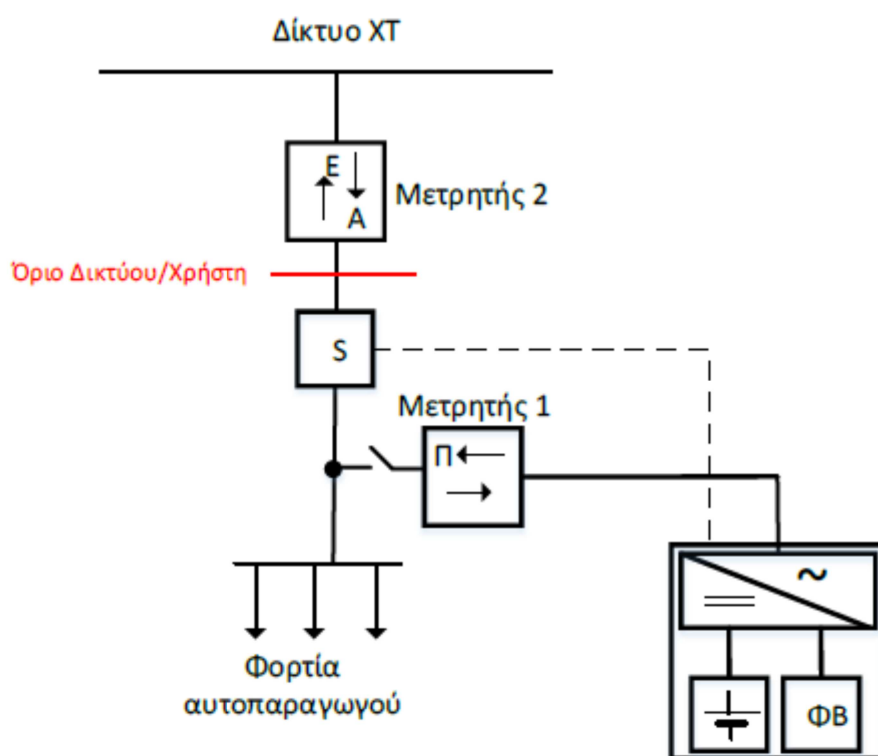 Δίκτυο ΧΤ
Ε
Α
Μετρητής 2
Όριο Δικτύου/Χρήστη
S
Μετρητής 1
Π
~
Φορτία
αυτοπαραγωγού
ΦΒ